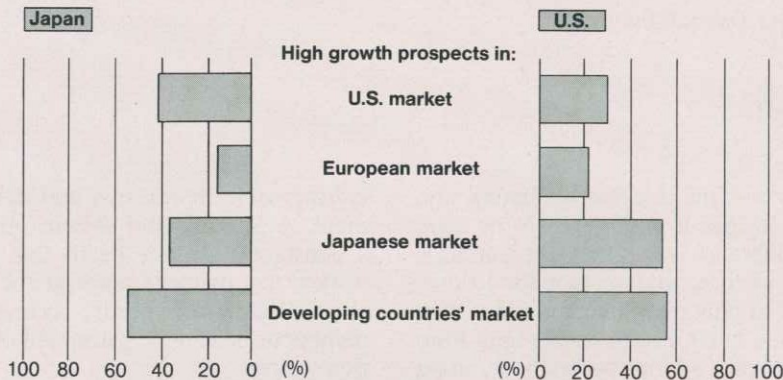 Japan
U.S.
High growth prospects in:
U.S. market
European market
Japanese market
Developing countries' market
100 80 60 40 20 0 (%) 0 20 40 60 80 100
(%)